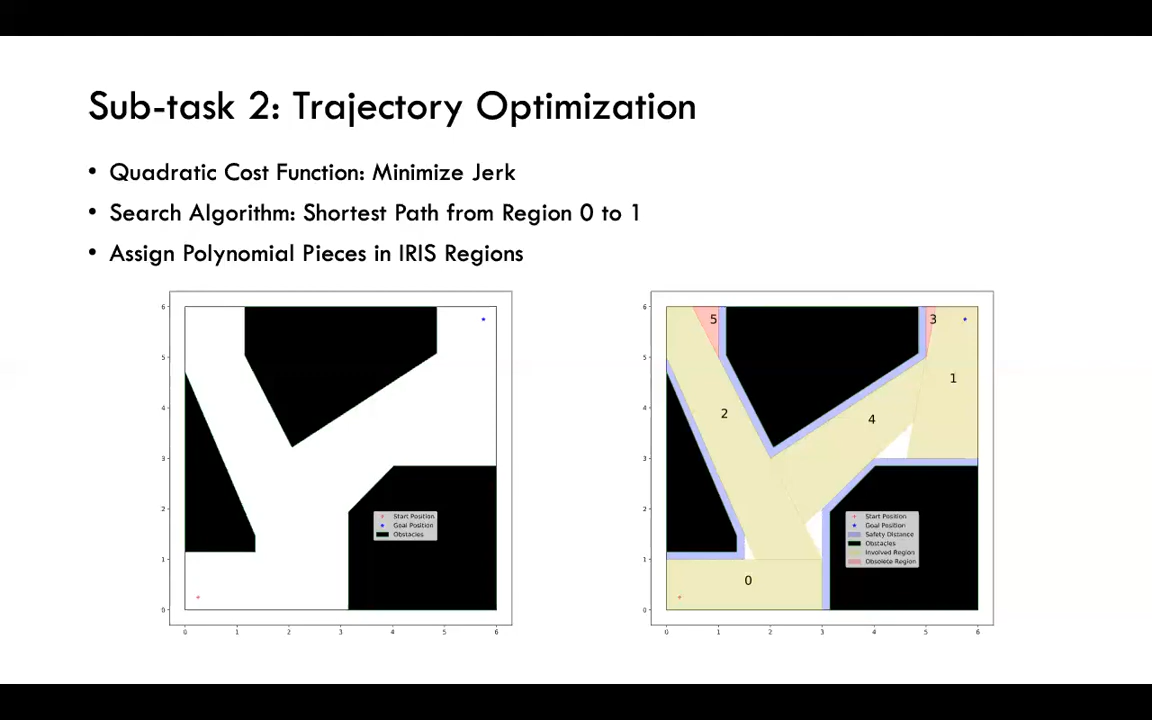 Sub-task 2: Trajectory Optimization
• Quadratic Cost Function: Minimize Jerk
• Search Algorithm: Shortest Path from Region 0 to 1
• Assign Polynomial Pieces in IRIS Regions
6
5
4
3
2
1
0
0 1 2 3 4 5 6
Start Position
Goal Position
Obstacles
6
5
4
3
2
1
0
0 1 2 3 4 5 6
5
3
1
2
4
0
Start Position
Goal Position
Safety Distance
Obstacles
Involved Region
Obsolete Region